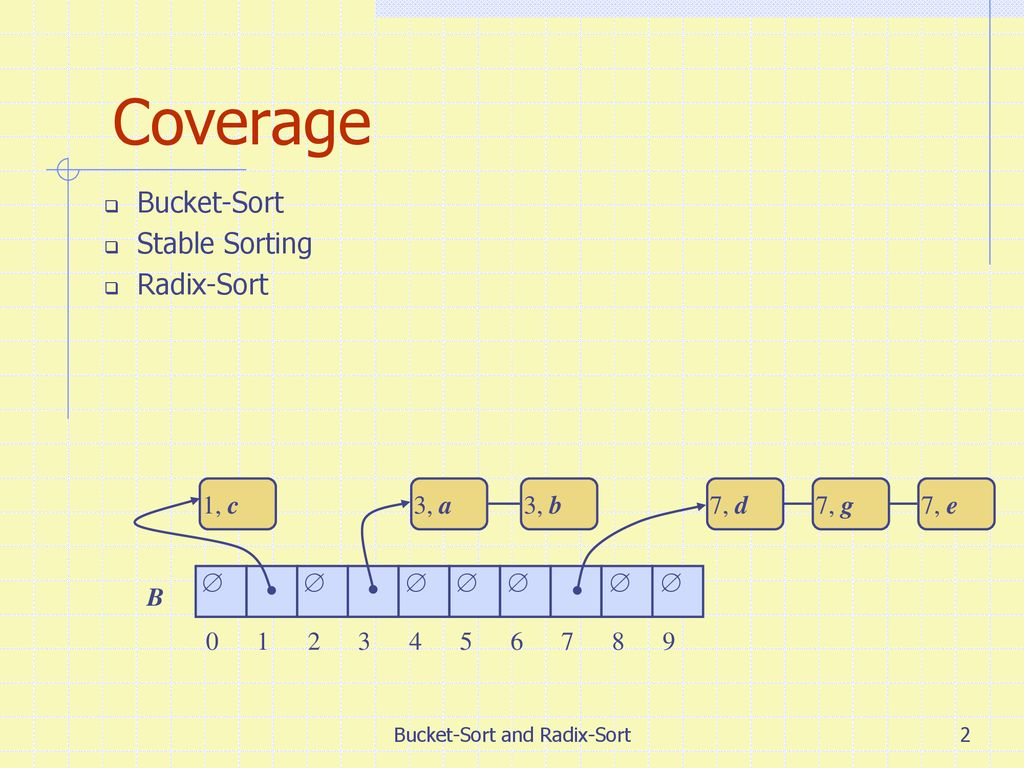 Coverage
Bucket-Sort
Stable Sorting
Radix-Sort
1, c 3, a 3, b 7, d 7, g 7, e
B ∅ ∅ ∅ ∅ ∅ ∅ ∅
0 1 2 3 4 5 6 7 8 9
Bucket-Sort and Radix-Sort 2